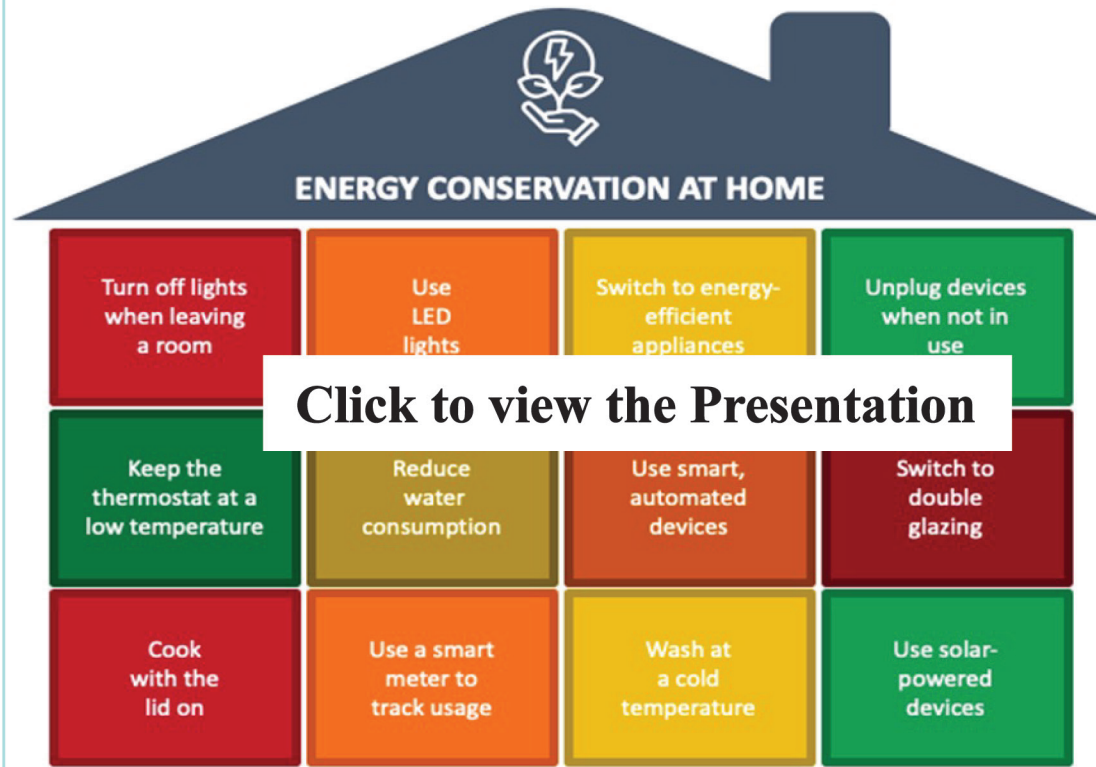 ENERGY CONSERVATION AT HOME
Turn off lights
when leaving
a room
Use
LED
lights
Switch to energy-
efficient
appliances
Unplug devices
when not in
use
Click to view the Presentation
Keep the
thermostat at a
low temperature
Reduce
water
consumption
Use smart,
automated
devices
Switch to
double
glazing
Cook
with the
lid on
Use a smart
meter to
track usage
Wash at
a cold
temperature
Use solar-
powered
devices